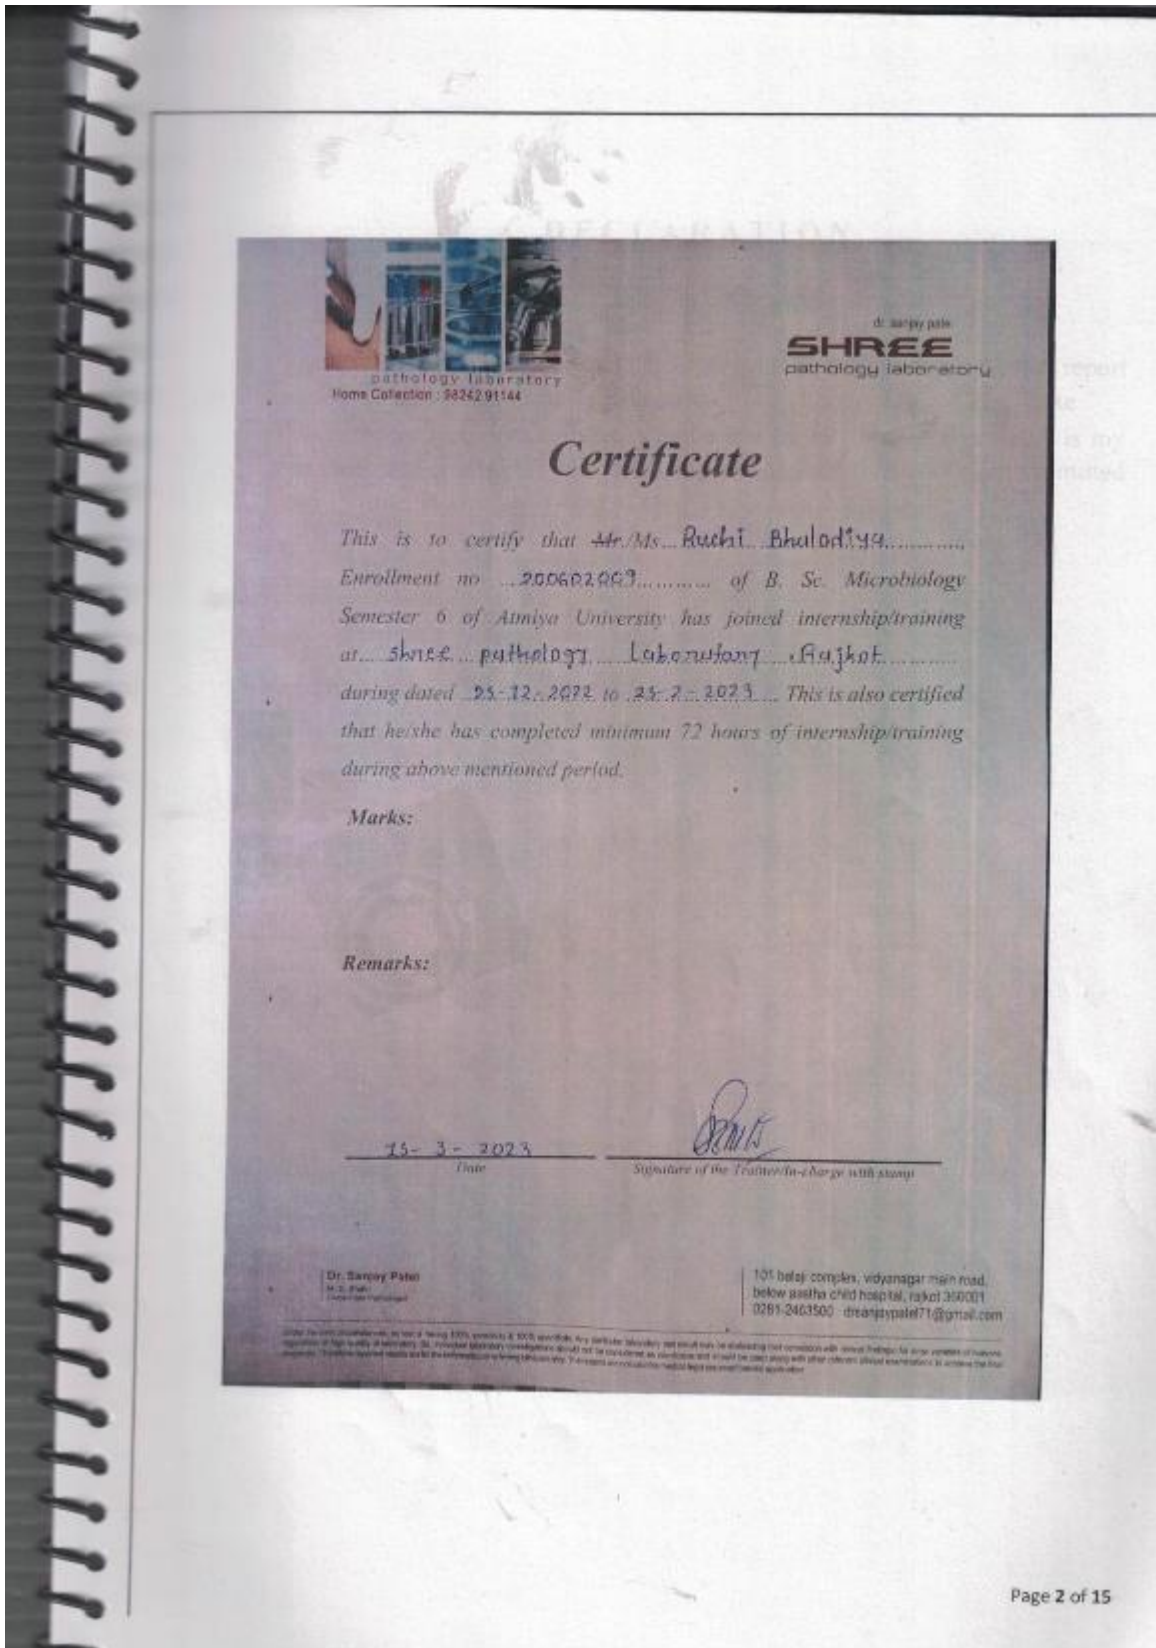 DECLARATION
report
is my
pathology laboratory
Home Collection : 98242 91144
dr. sanjay patel
SHREE
pathology laboratory
Certificate
This is to certify that Mr./Ms. Ruchi Bhalodiya
Enrollment no 200602009 of B. Sc. Microbiology
Semester 6 of Atmiya University has joined internship/training
at shree pathology Laboratory, Rajkot
during dated 25-12-2022 to 25-2-2023 This is also certified
that he/she has completed minimum 72 hours of internship/training
during above mentioned period.
Marks:
Remarks:
15-3-2023
Date
Signature of the Trainer/In-charge with stamp
Dr. Sanjay Patel
101 balaji complex, vidyanagar main road,
below aastha child hospital, rajkot 360001
0281-2463500 drsanjaypatel71@gmail.com
Page 2 of 15